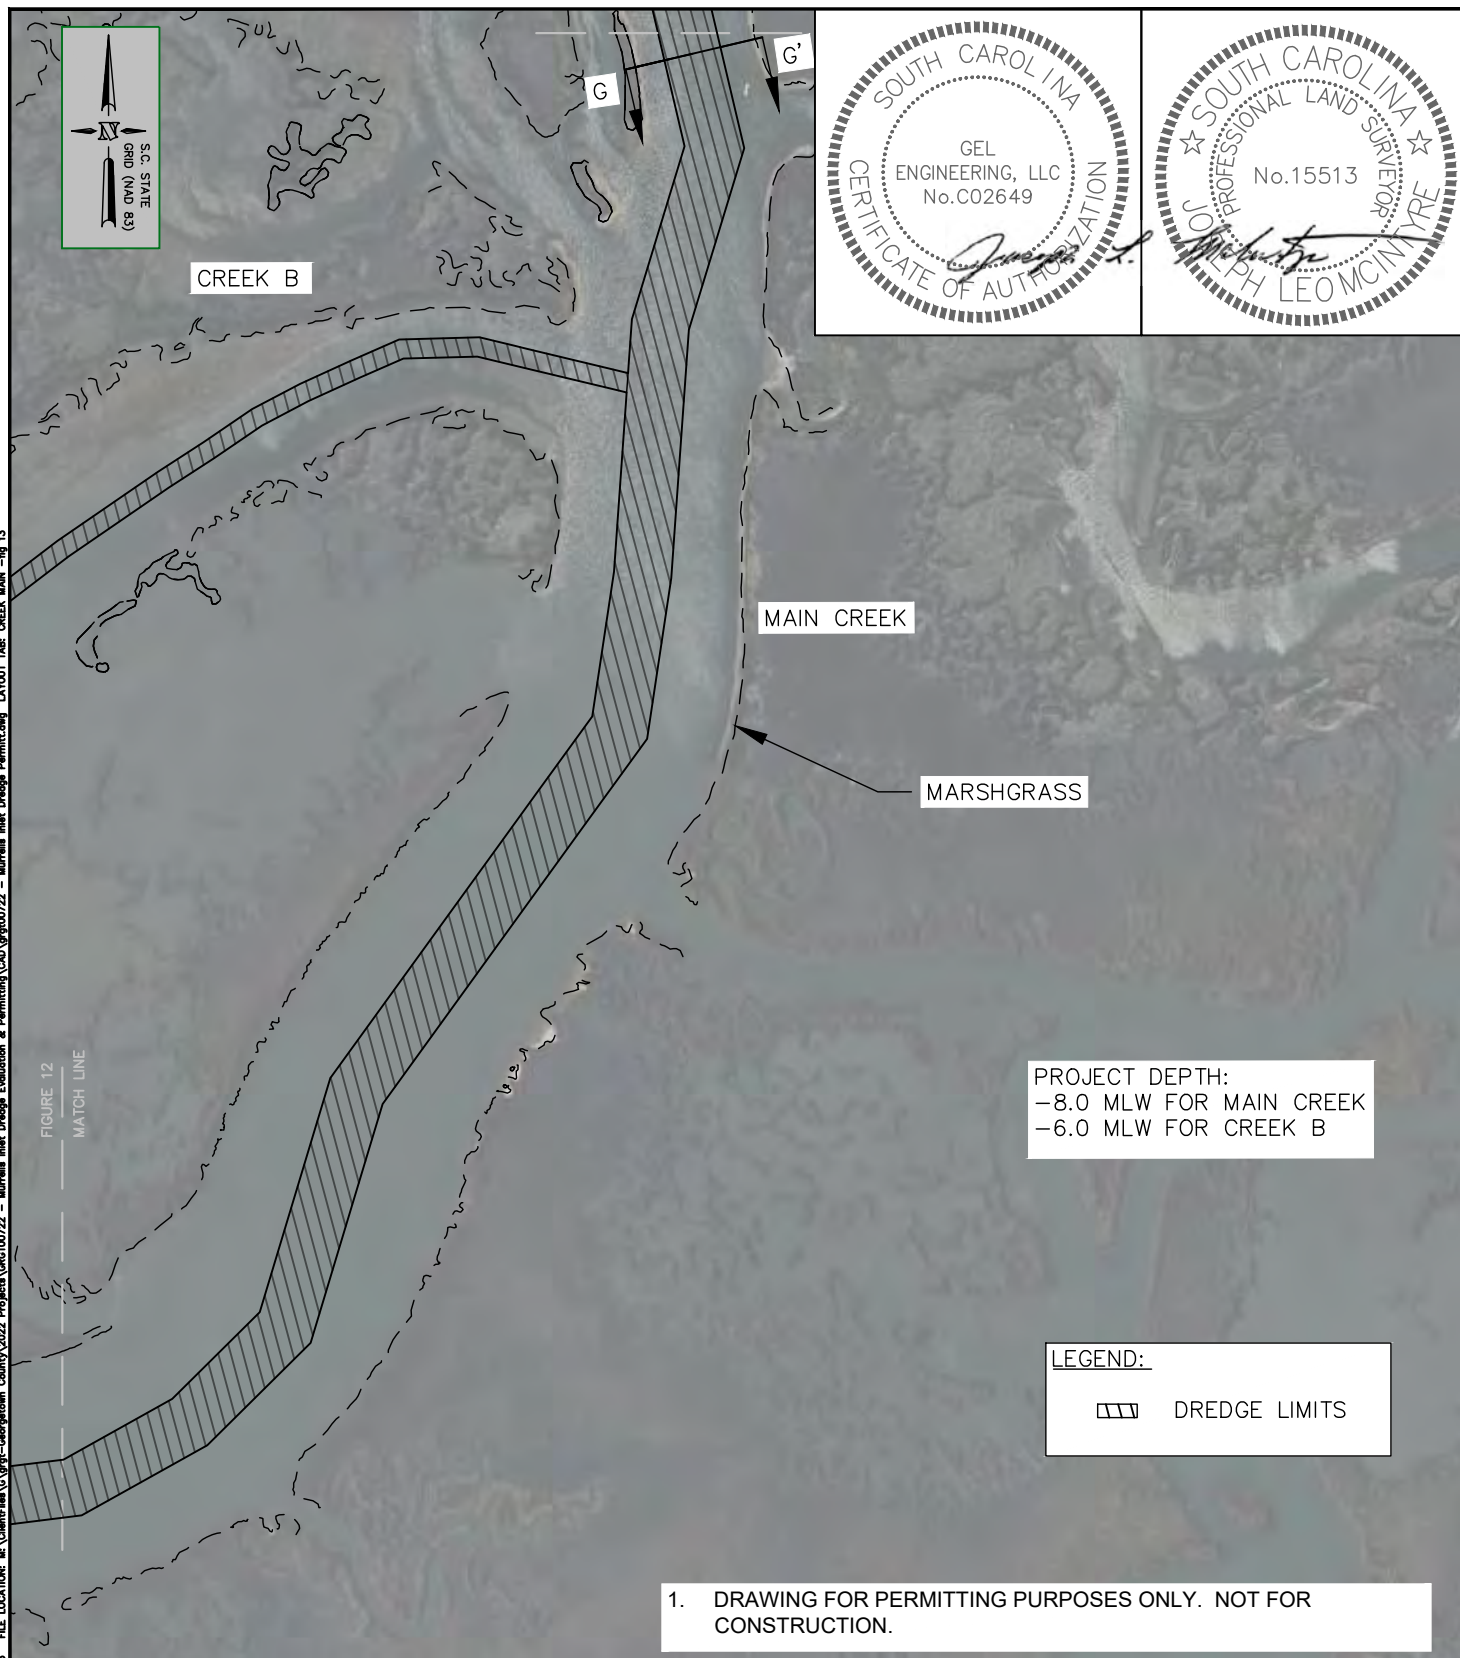 S.C. STATE
GRID (NAD 83)
G
G'
SOUTH CAROLINA
GEL
ENGINEERING, LLC
No.C02649
CERTIFICATE OF AUTHORIZATION
SOUTH CAROLINA
PROFESSIONAL LAND SURVEYOR
No.15513
JOSEPH LEO MCINTYRE
CREEK B
MAIN CREEK
MARSHGRASS
FIGURE 12
MATCH LINE
PROJECT DEPTH:
-8.0 MLW FOR MAIN CREEK
-6.0 MLW FOR CREEK B
LEGEND:
DREDGE LIMITS
1. DRAWING FOR PERMITTING PURPOSES ONLY. NOT FOR
CONSTRUCTION.